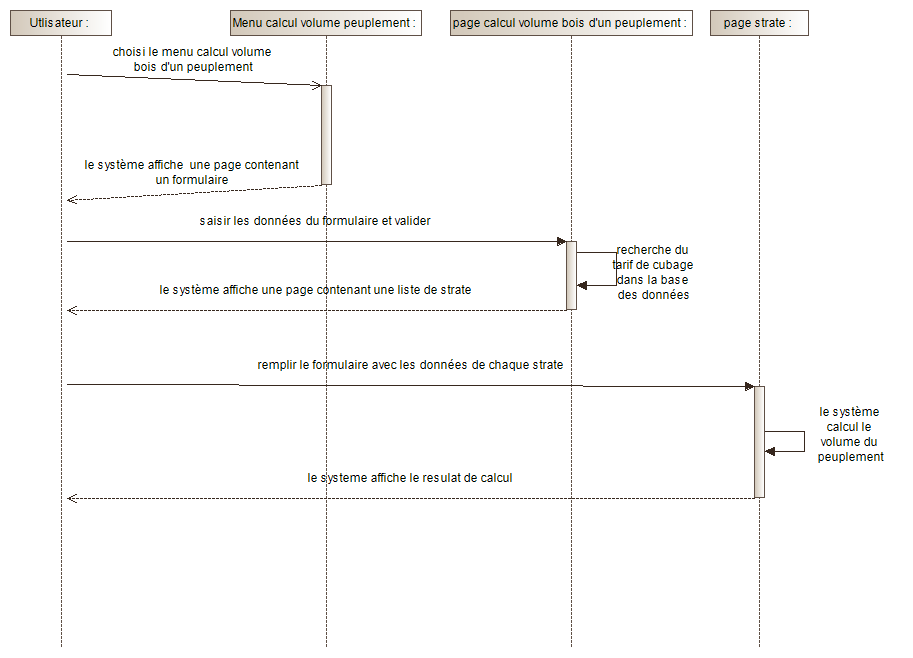 Utlisateur :
Menu calcul volume peuplement :
page calcul volume bois d'un peuplement :
page strate :
choisi le menu calcul volume
bois d'un peuplement
le système affiche une page contenant
un formulaire
saisir les données du formulaire et valider
recherche du
tarif de cubage
dans la base
des données
le système affiche une page contenant une liste de strate
remplir le formulaire avec les données de chaque strate
le système
calcul le
volume du
peuplement
le systeme affiche le resulat de calcul